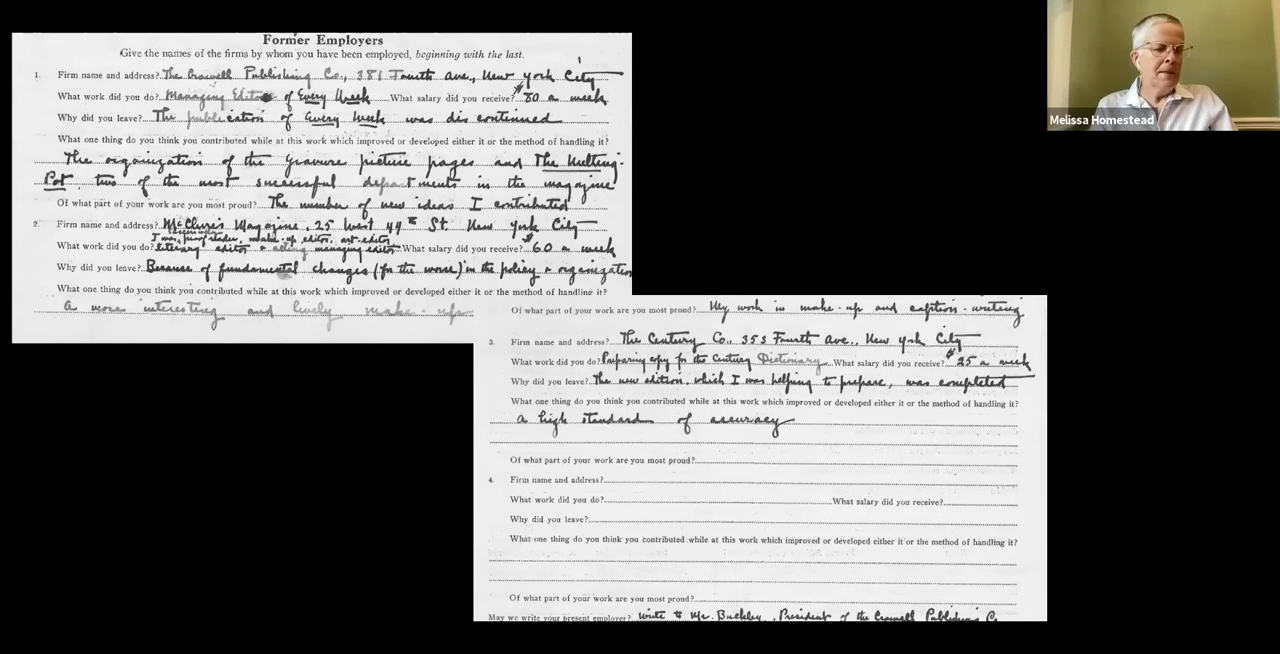 Former Employers
Give the names of the firms by whom you have been employed, beginning with the last.
1. Firm name and address? The Crowell Publishing Co., 381 Fourth ave., New York City
What work did you do? Managing Editor of Every Week What salary did you receive? $80 a week
Why did you leave? The publication of Every Week was discontinued
What one thing do you think you contributed while at this work which improved or developed either it or the method of handling it?
The organization of the gravure picture pages and The Melting-
Pot, two of the most successful departments in the magazine
Of what part of your work are you most proud? The number of new ideas I contributed
2. Firm name and address? McClure's Magazine, 25 West 44th St. New York City
I was, proof reader, make-up editor, art-editor
What work did you do? literary editor + acting managing editor What salary did you receive? $60 a week
Why did you leave? Because of fundamental changes (for the worse) in the policy + organization
What one thing do you think you contributed while at this work which improved or developed either it or the method of handling it?
a more interesting and lively make-up
Of what part of your work are you most proud? My work in make-up and caption-writing
3. Firm name and address? The Century Co., 353 Fourth ave., New York City
What work did you do? Preparing copy for the Century Dictionary What salary did you receive? $25 a week
Why did you leave? The new edition, which I was helping to prepare, was completed
What one thing do you think you contributed while at this work which improved or developed either it or the method of handling it?
a high standard of accuracy
Of what part of your work are you most proud?
4. Firm name and address?
What work did you do? What salary did you receive?
Why did you leave?
What one thing do you think you contributed while at this work which improved or developed either it or the method of handling it?
Of what part of your work are you most proud?
May we write your present employer? Write to Mr. Buckley, President of the Crowell Publishing Co
Melissa Homestead